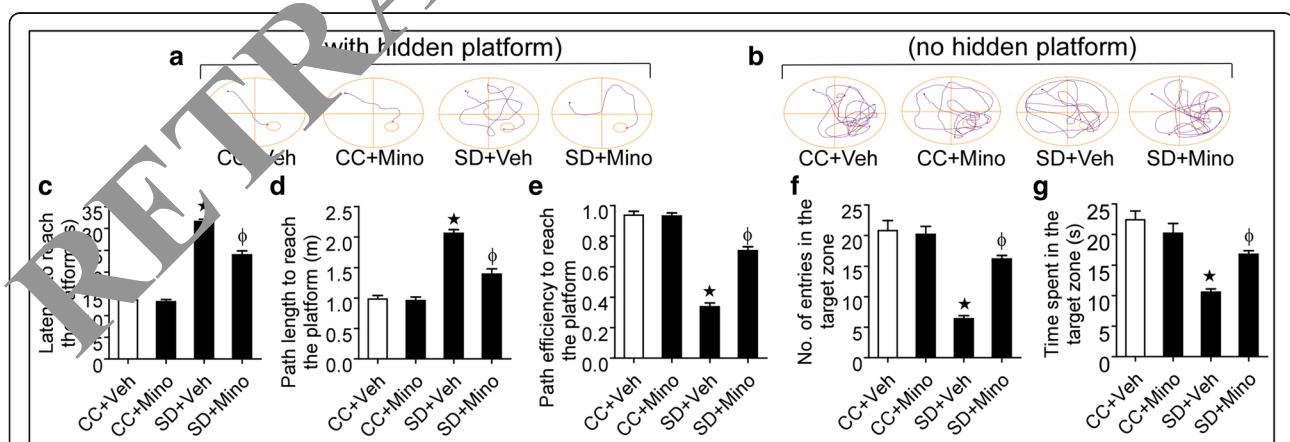 RETRA
a
with hidden platform)
b
(no hidden platform)
CC+Mino
SD+Veh
SD+Mino
CC+Veh
CC+Mino
SD+Veh
SD+Mino
c
35
30
25
15
5
0
CC+Veh
CC+Mino
SD+Veh
SD+Mino
d
Path length to reach
the platform (m)
2.5
2.0
1.5
1.0
0.5
0.0
CC+Veh
CC+Mino
SD+Veh
SD+Mino
e
Path efficiency to reach
the platform
1.0
0.8
0.6
0.4
0.2
0.0
CC+Veh
CC+Mino
SD+Veh
SD+Mino
f
No. of entries in the
target zone
25
20
15
10
5
0
CC+Veh
CC+Mino
SD+Veh
SD+Mino
g
Time spent in the
target zone (s)
25
20
15
10
5
0
CC+Veh
CC+Mino
SD+Veh
SD+Mino
★
ϕ
★
ϕ
★
ϕ
★
ϕ
★
ϕ